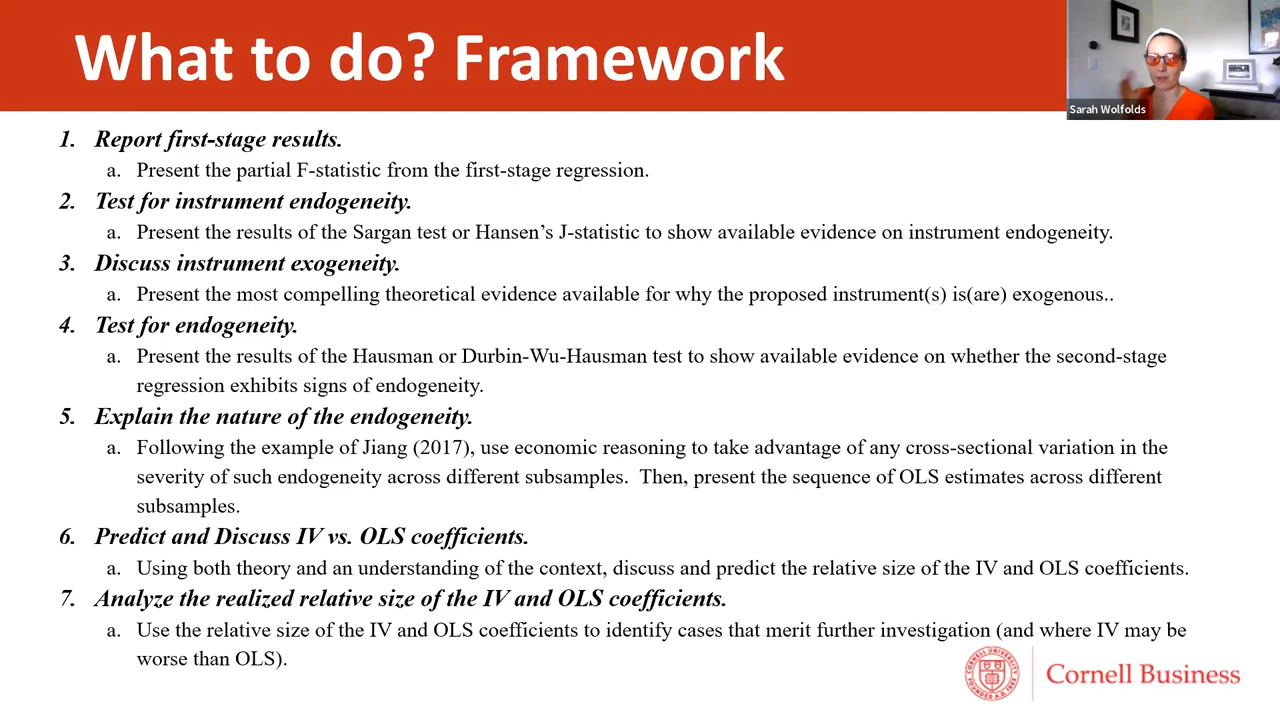 What to do? Framework
Sarah Wolfolds
1. Report first-stage results.
a. Present the partial F-statistic from the first-stage regression.
2. Test for instrument endogeneity.
a. Present the results of the Sargan test or Hansen's J-statistic to show available evidence on instrument endogeneity.
3. Discuss instrument exogeneity.
a. Present the most compelling theoretical evidence available for why the proposed instrument(s) is(are) exogenous..
4. Test for endogeneity.
a. Present the results of the Hausman or Durbin-Wu-Hausman test to show available evidence on whether the second-stage
regression exhibits signs of endogeneity.
5. Explain the nature of the endogeneity.
a. Following the example of Jiang (2017), use economic reasoning to take advantage of any cross-sectional variation in the
severity of such endogeneity across different subsamples. Then, present the sequence of OLS estimates across different
subsamples.
6. Predict and Discuss IV vs. OLS coefficients.
a. Using both theory and an understanding of the context, discuss and predict the relative size of the IV and OLS coefficients.
7. Analyze the realized relative size of the IV and OLS coefficients.
a. Use the relative size of the IV and OLS coefficients to identify cases that merit further investigation (and where IV may be
worse than OLS).
Cornell Business